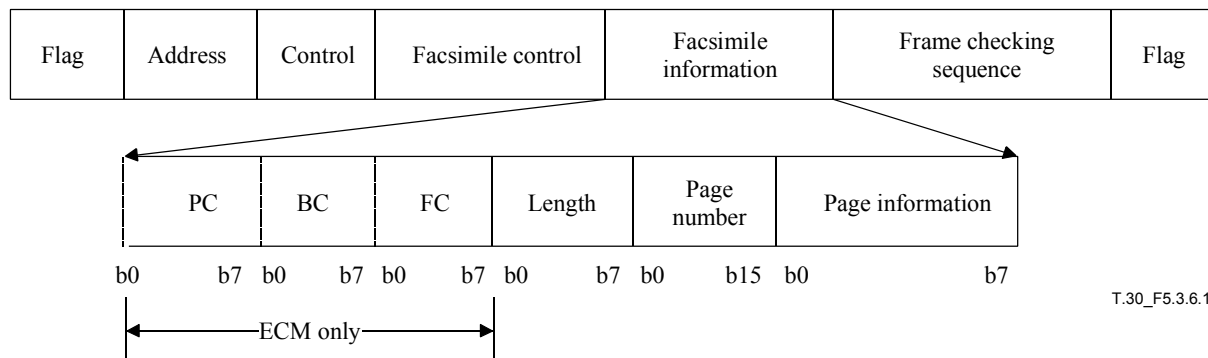 Flag Address Control Facsimile control Facsimile information Frame checking sequence Flag
PC BC FC Length Page number Page information
b0 b7 b0 b7 b0 b7 b0 b7 b0 b15 b0 b7
T.30_F5.3.6.1
ECM only